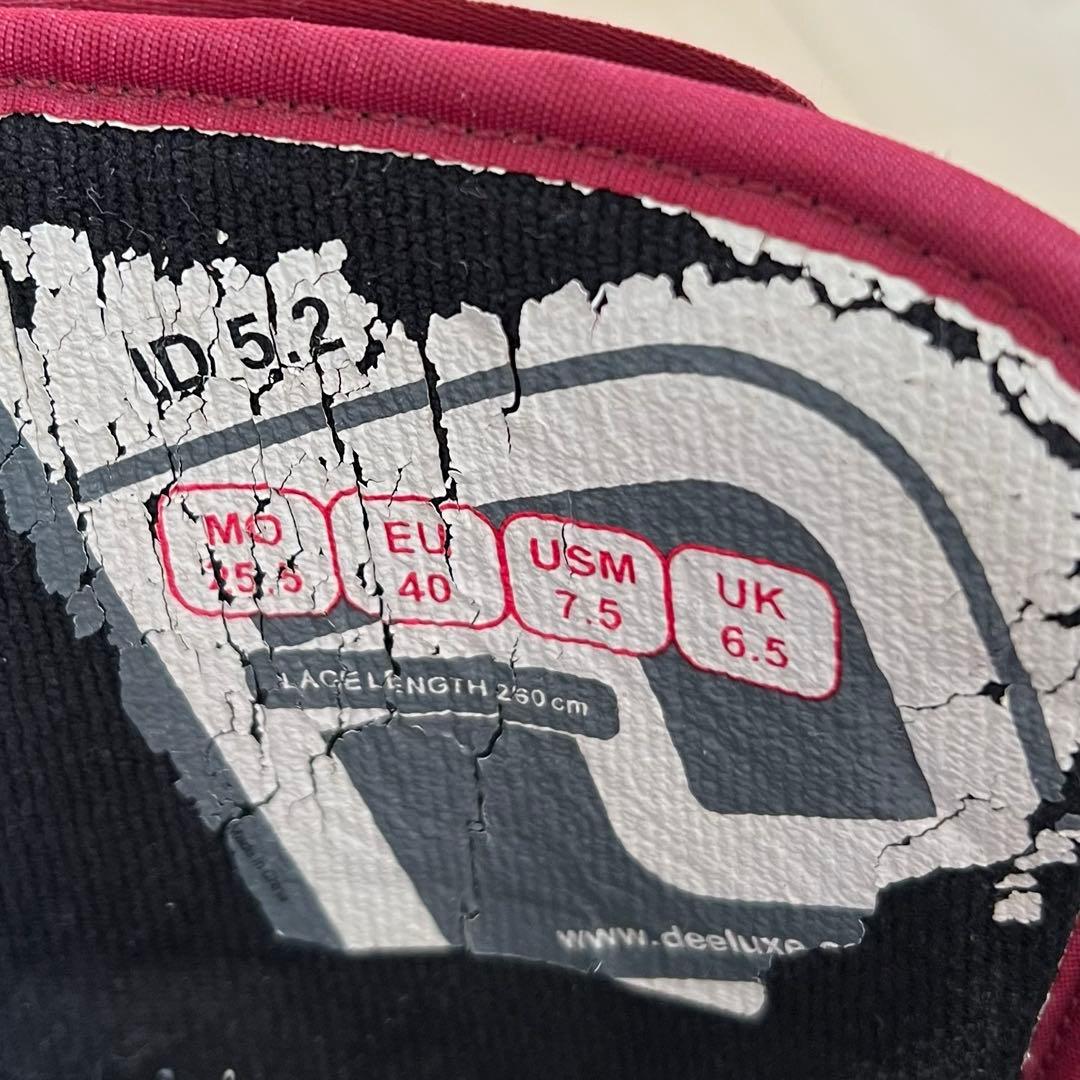 ID 5.2
MO EU USM UK
25.5 40 7.5 6.5
LACE LENGTH 260 cm
www.deeluxe.